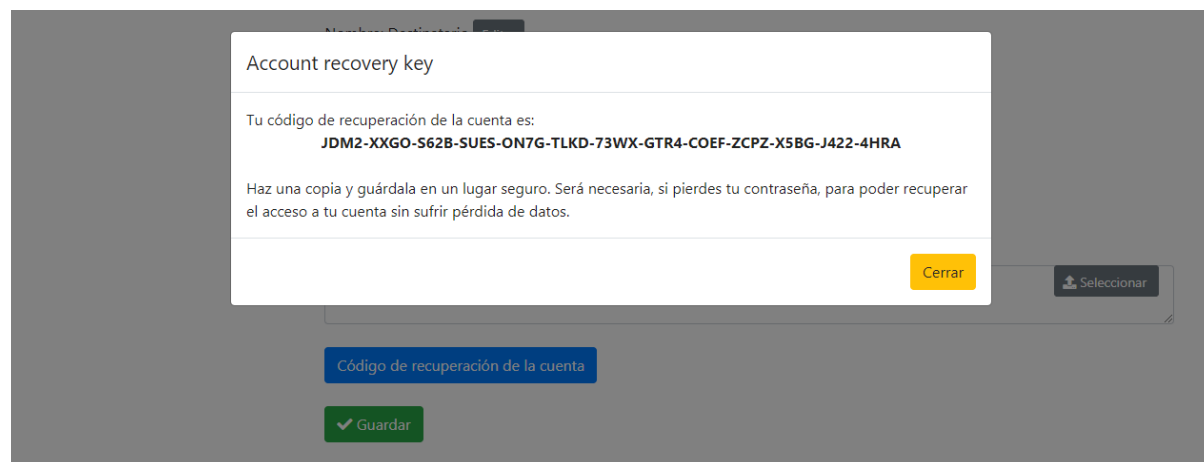 Account recovery key
Tu código de recuperación de la cuenta es:
JDM2-XXGO-S62B-SUES-ON7G-TLKD-73WX-GTR4-COEF-ZCPZ-X5BG-J422-4HRA
Haz una copia y guárdala en un lugar seguro. Será necesaria, si pierdes tu contraseña, para poder recuperar
el acceso a tu cuenta sin sufrir pérdida de datos.
Cerrar
Seleccionar
Código de recuperación de la cuenta
Guardar